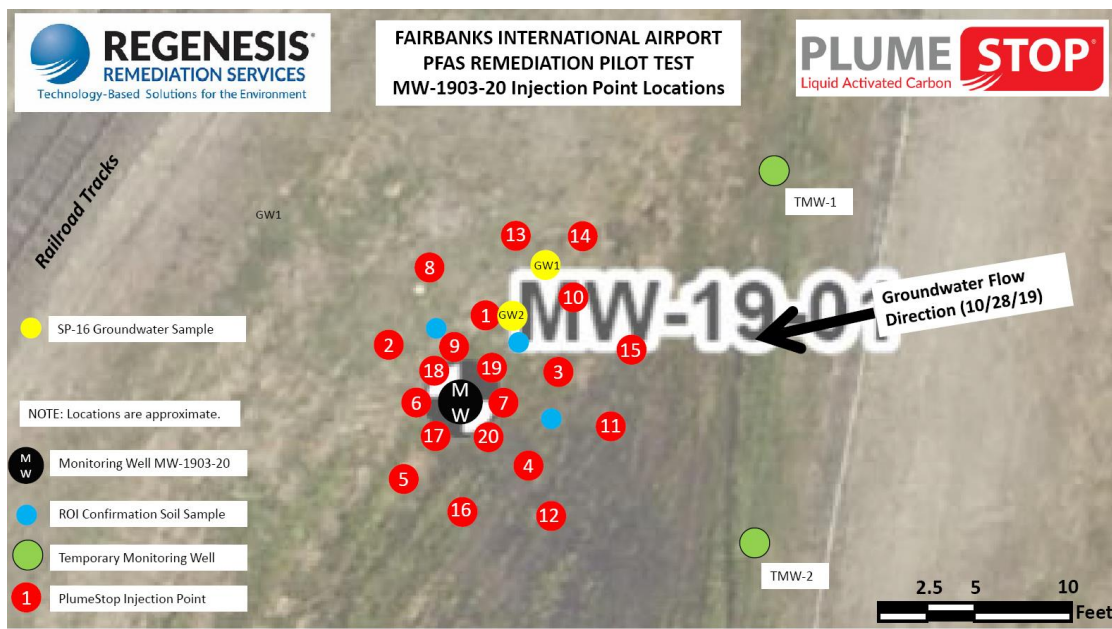 REGENESIS®
REMEDIATION SERVICES
Technology-Based Solutions for the Environment
FAIRBANKS INTERNATIONAL AIRPORT
PFAS REMEDIATION PILOT TEST
MW-1903-20 Injection Point Locations
PLUME STOP®
Liquid Activated Carbon
Railroad Tracks
TMW-1
GW1
13
14
GW1
8
10
MW-19-01
Groundwater Flow
Direction (10/28/19)
1
GW2
SP-16 Groundwater Sample
2
9
15
18
19
3
6
M
W
7
NOTE: Locations are approximate.
11
17
20
M
W
Monitoring Well MW-1903-20
4
5
16
12
ROI Confirmation Soil Sample
Temporary Monitoring Well
TMW-2
1
PlumeStop Injection Point
2.5 5 10
Feet